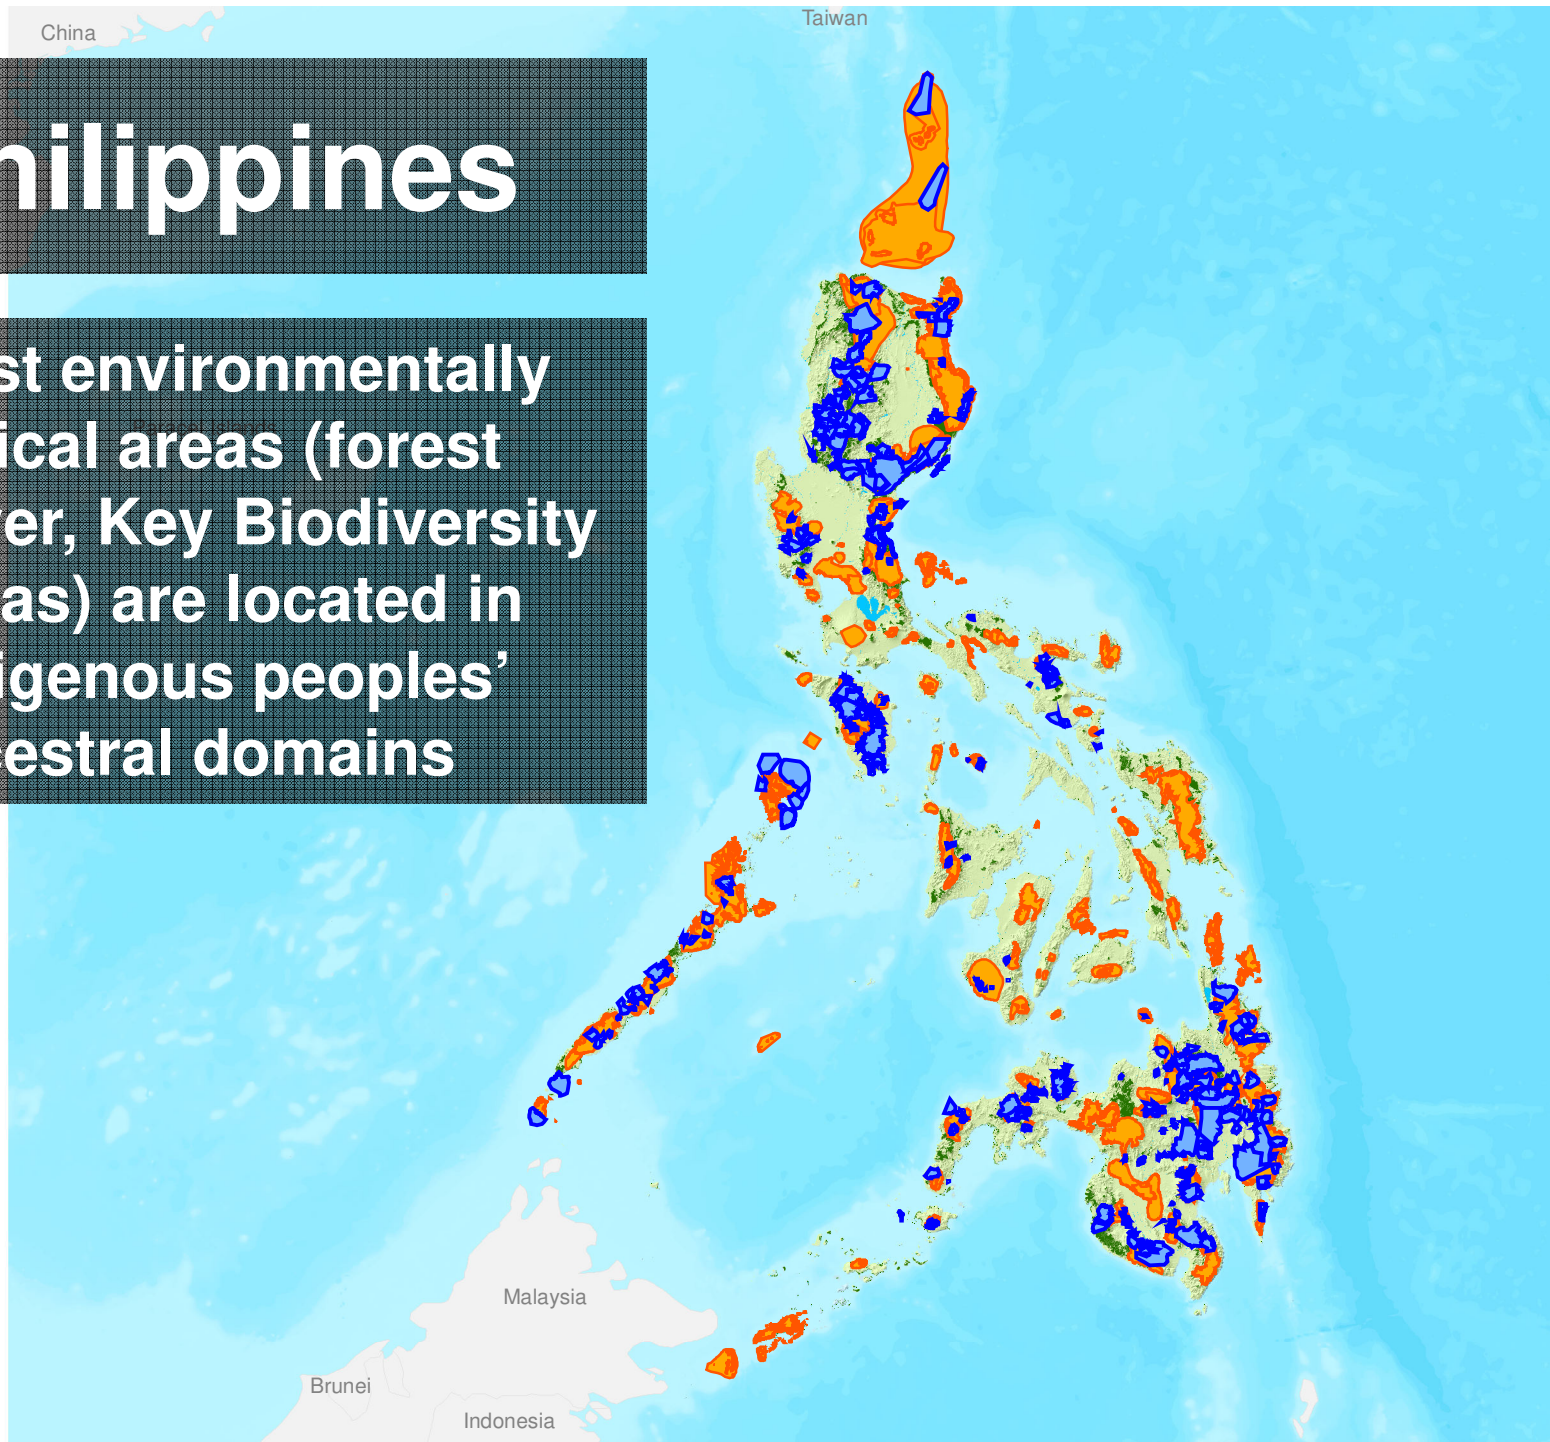 China
Taiwan
hilippines
st environmentally
ical areas (forest
er, Key Biodiversity
as) are located in
igenous peoples’
estral domains
Malaysia
Brunei
Indonesia